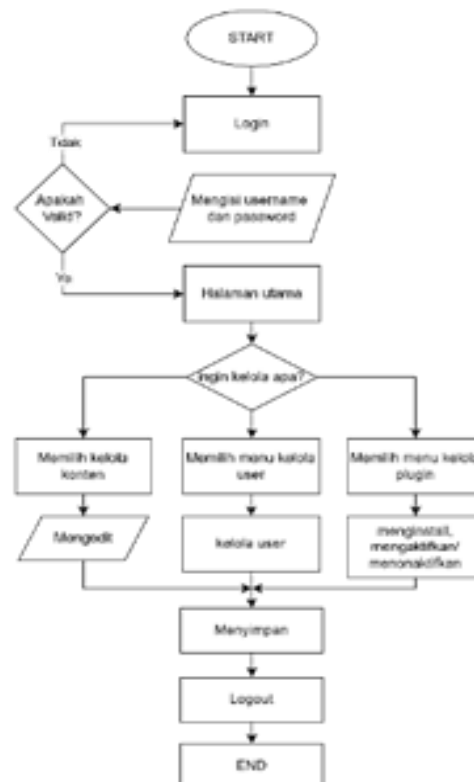 START
Login
Tidak
Apakah
Valid?
Mengisi username
dan password
Ya
Halaman utama
ingin kelola apa?
Memilih kelola
konten
Memilih menu kelola
user
Memilih menu kelola
plugin
Mengedit
kelola user
menginstall,
mengaktifkan/
menonaktifkan
Menyimpan
Logout
END